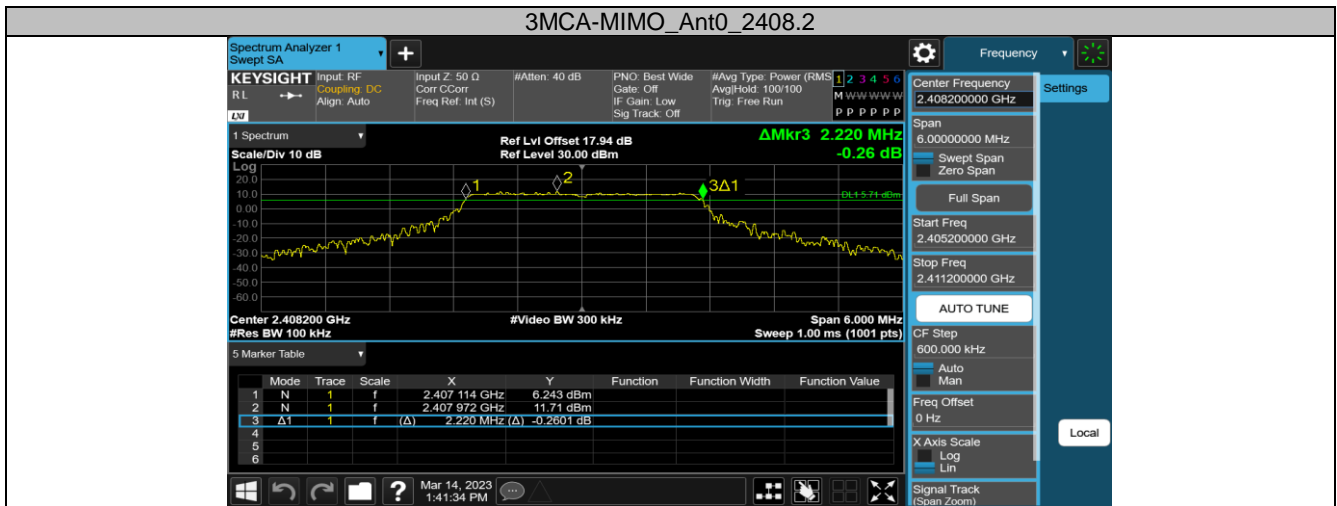 3MCA-MIMO_Ant0_2408.2
Spectrum Analyzer 1
Swept SA
Frequency
KEYSIGHT
RL
LXI
Input: RF
Coupling: DC
Align: Auto
Input Z: 50 Ω
Corr CCorr
Freq Ref: Int (S)
#Atten: 40 dB
PNO: Best Wide
Gate: Off
IF Gain: Low
Sig Track: Off
#Avg Type: Power (RMS
Avg|Hold: 100/100
Trig: Free Run
1 2 3 4 5 6
M W W W W W
P P P P P P
1 Spectrum
Scale/Div 10 dB
Ref Lvl Offset 17.94 dB
Ref Level 30.00 dBm
ΔMkr3 2.220 MHz
-0.26 dB
Log
20.0
10.0
0.00
-10.0
-20.0
-30.0
-40.0
-50.0
-60.0
1
2
3Δ1
DL1 5.71 dBm
Center 2.408200 GHz
#Video BW 300 kHz
Span 6.000 MHz
#Res BW 100 kHz
Sweep 1.00 ms (1001 pts)
5 Marker Table
Mode Trace Scale X Y Function Function Width Function Value
1 N 1 f 2.407 114 GHz 6.243 dBm
2 N 1 f 2.407 972 GHz 11.71 dBm
3 Δ1 1 f (Δ) 2.220 MHz (Δ) -0.2601 dB
4
5
6
Mar 14, 2023
1:41:34 PM
Center Frequency
2.408200000 GHz
Settings
Span
6.00000000 MHz
Swept Span
Zero Span
Full Span
Start Freq
2.405200000 GHz
Stop Freq
2.411200000 GHz
AUTO TUNE
CF Step
600.000 kHz
Auto
Man
Freq Offset
0 Hz
X Axis Scale
Log
Lin
Local
Signal Track
(Span Zoom)